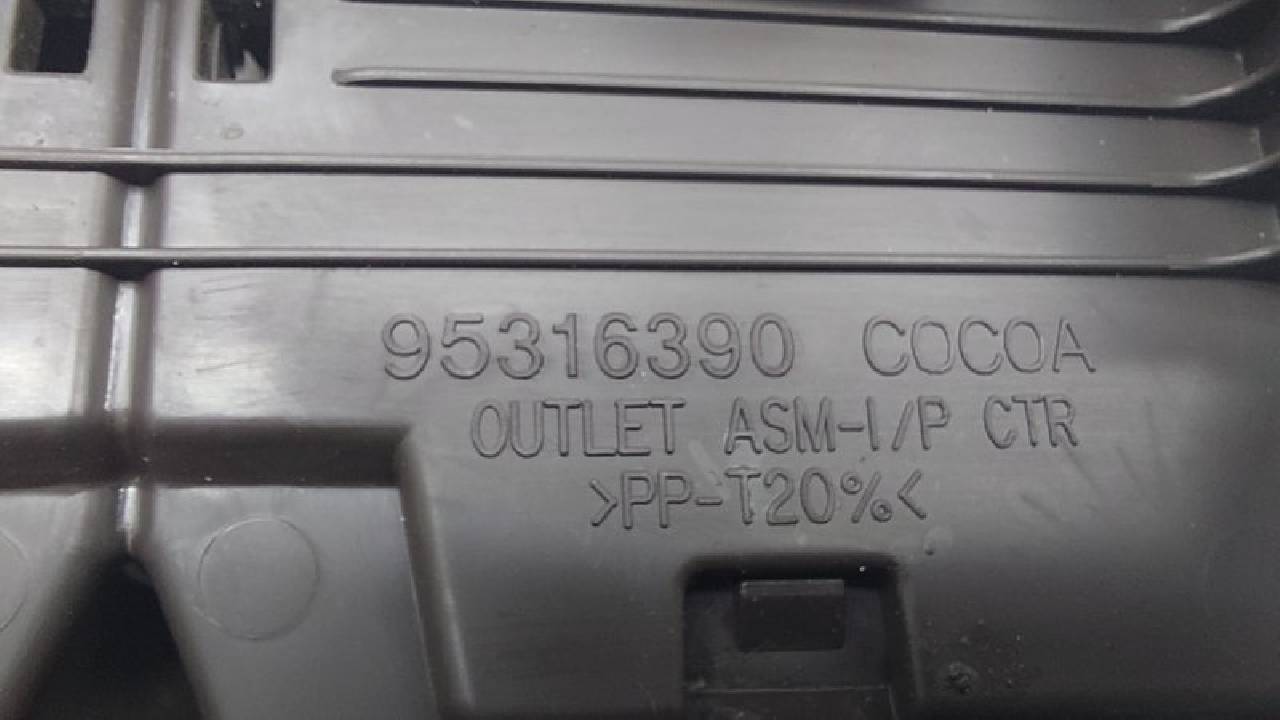 95316390 COCOA
OUTLET ASM-I/P CTR
>PP-T20%<